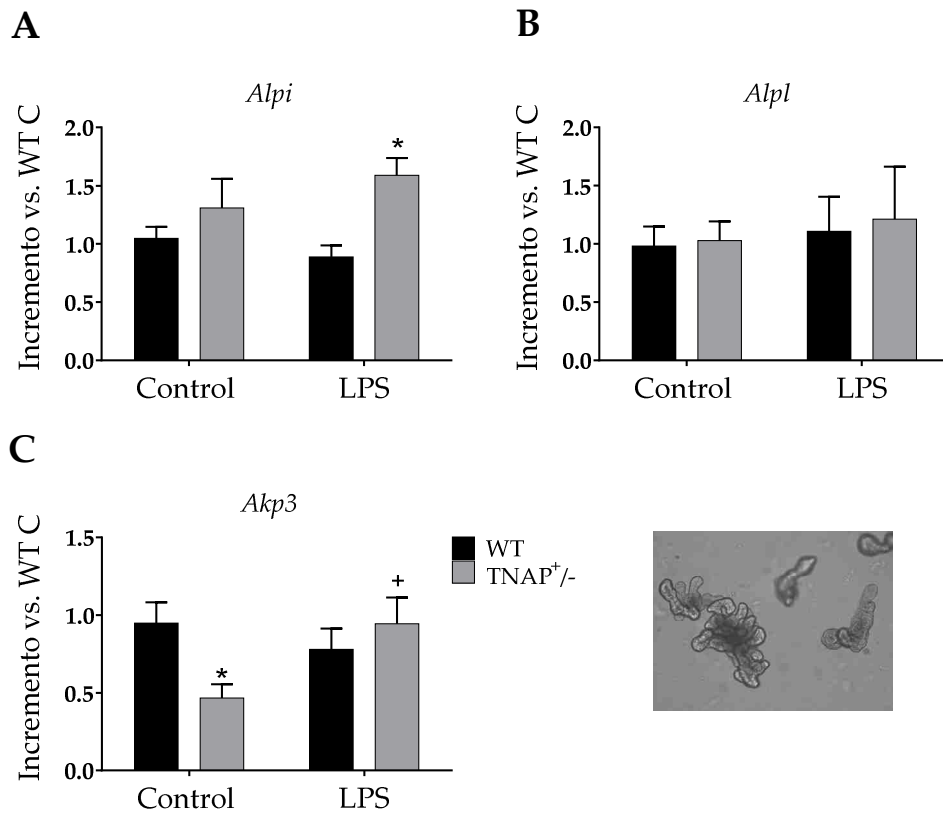 A
B
Alpi
Incremento vs. WT C
2.0
1.5
1.0
0.5
0.0
*
Control
LPS
Alpl
Incremento vs. WT C
2.0
1.5
1.0
0.5
0.0
Control
LPS
C
Akp3
Incremento vs. WT C
1.5
1.0
0.5
0.0
*
+
Control
LPS
WT
TNAP⁺/-